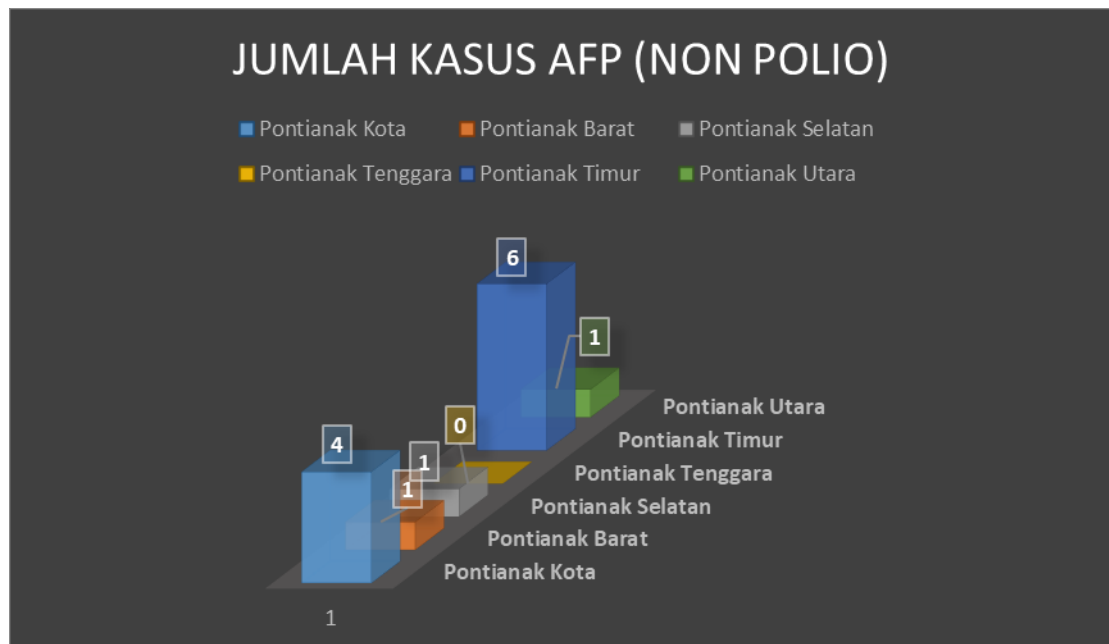 JUMLAH KASUS AFP (NON POLIO)
Pontianak Kota Pontianak Barat Pontianak Selatan
Pontianak Tenggara Pontianak Timur Pontianak Utara
6
1
0
4
1
1
Pontianak Utara
Pontianak Timur
Pontianak Tenggara
Pontianak Selatan
Pontianak Barat
Pontianak Kota
1